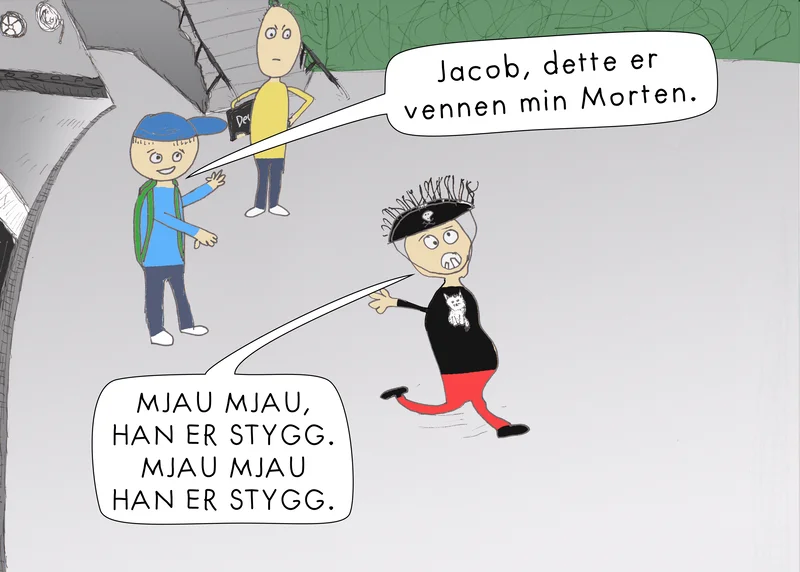 Jacob, dette er
vennen min Morten.
MJAU MJAU,
HAN ER STYGG.
MJAU MJAU
HAN ER STYGG.